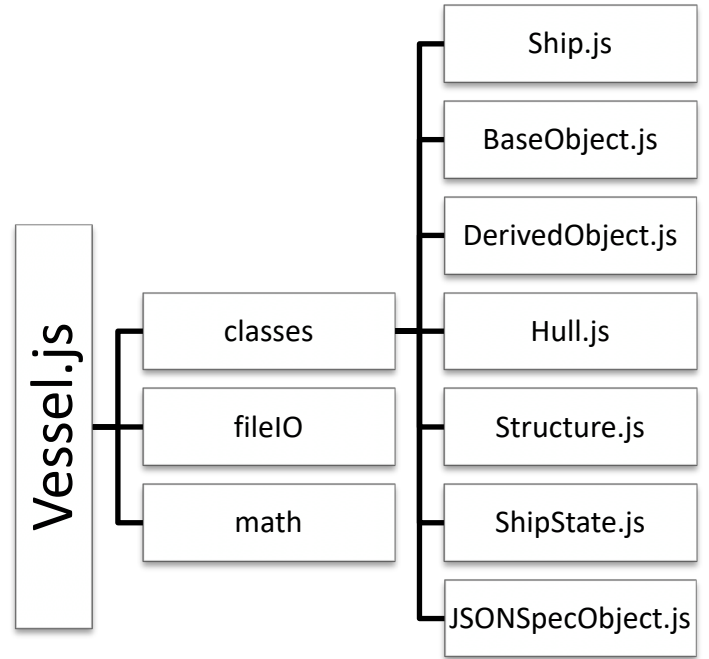 Vessel.js
classes
fileIO
math
Ship.js
BaseObject.js
DerivedObject.js
Hull.js
Structure.js
ShipState.js
JSONSpecObject.js